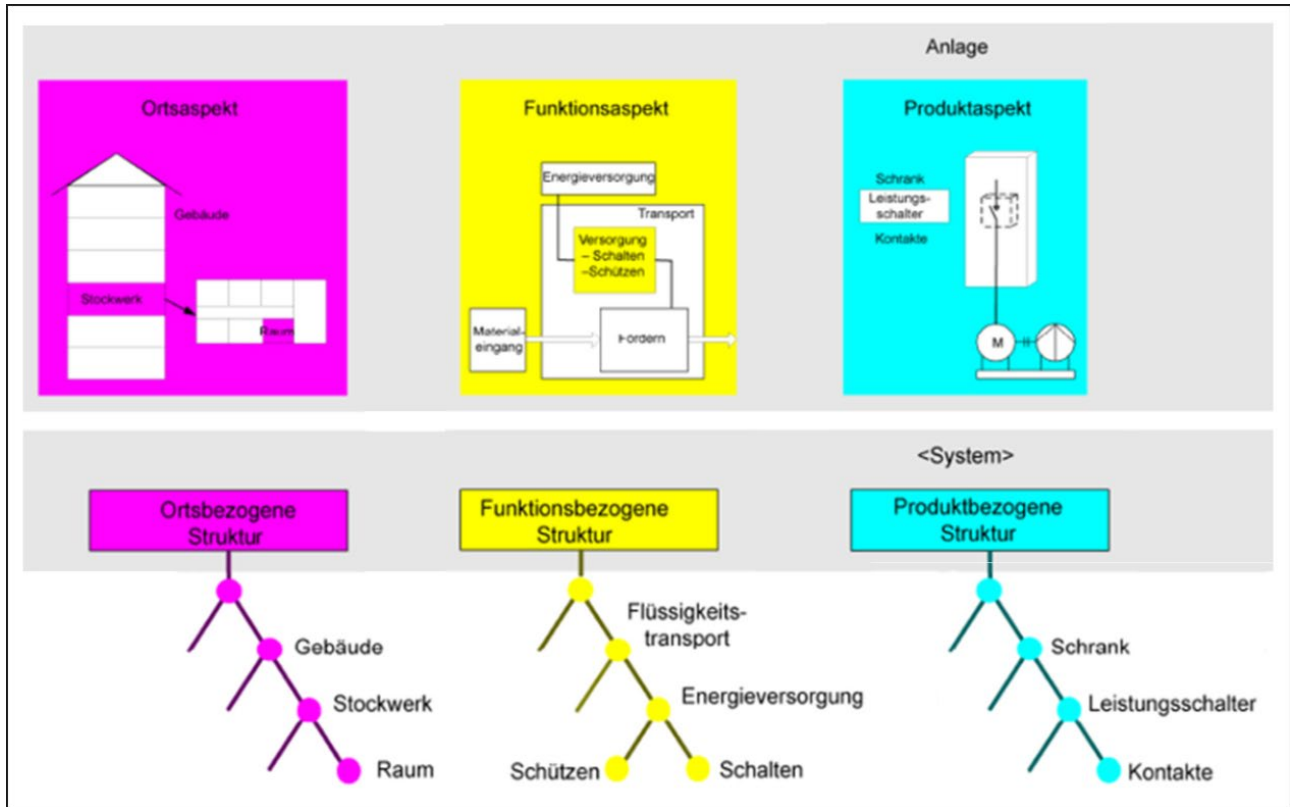 Anlage
Ortsaspekt
Gebäude
Stockwerk
Raum
Funktionsaspekt
Energieversorgung
Transport
Versorgung
– Schalten
–Schützen
Material-
eingang
Fördern
Produktaspekt
Schrank
Leistungs-
schalter
Kontakte
M
<System>
Ortsbezogene
Struktur
Gebäude
Stockwerk
Raum
Funktionsbezogene
Struktur
Flüssigkeits-
transport
Energieversorgung
Schützen
Schalten
Produktbezogene
Struktur
Schrank
Leistungsschalter
Kontakte